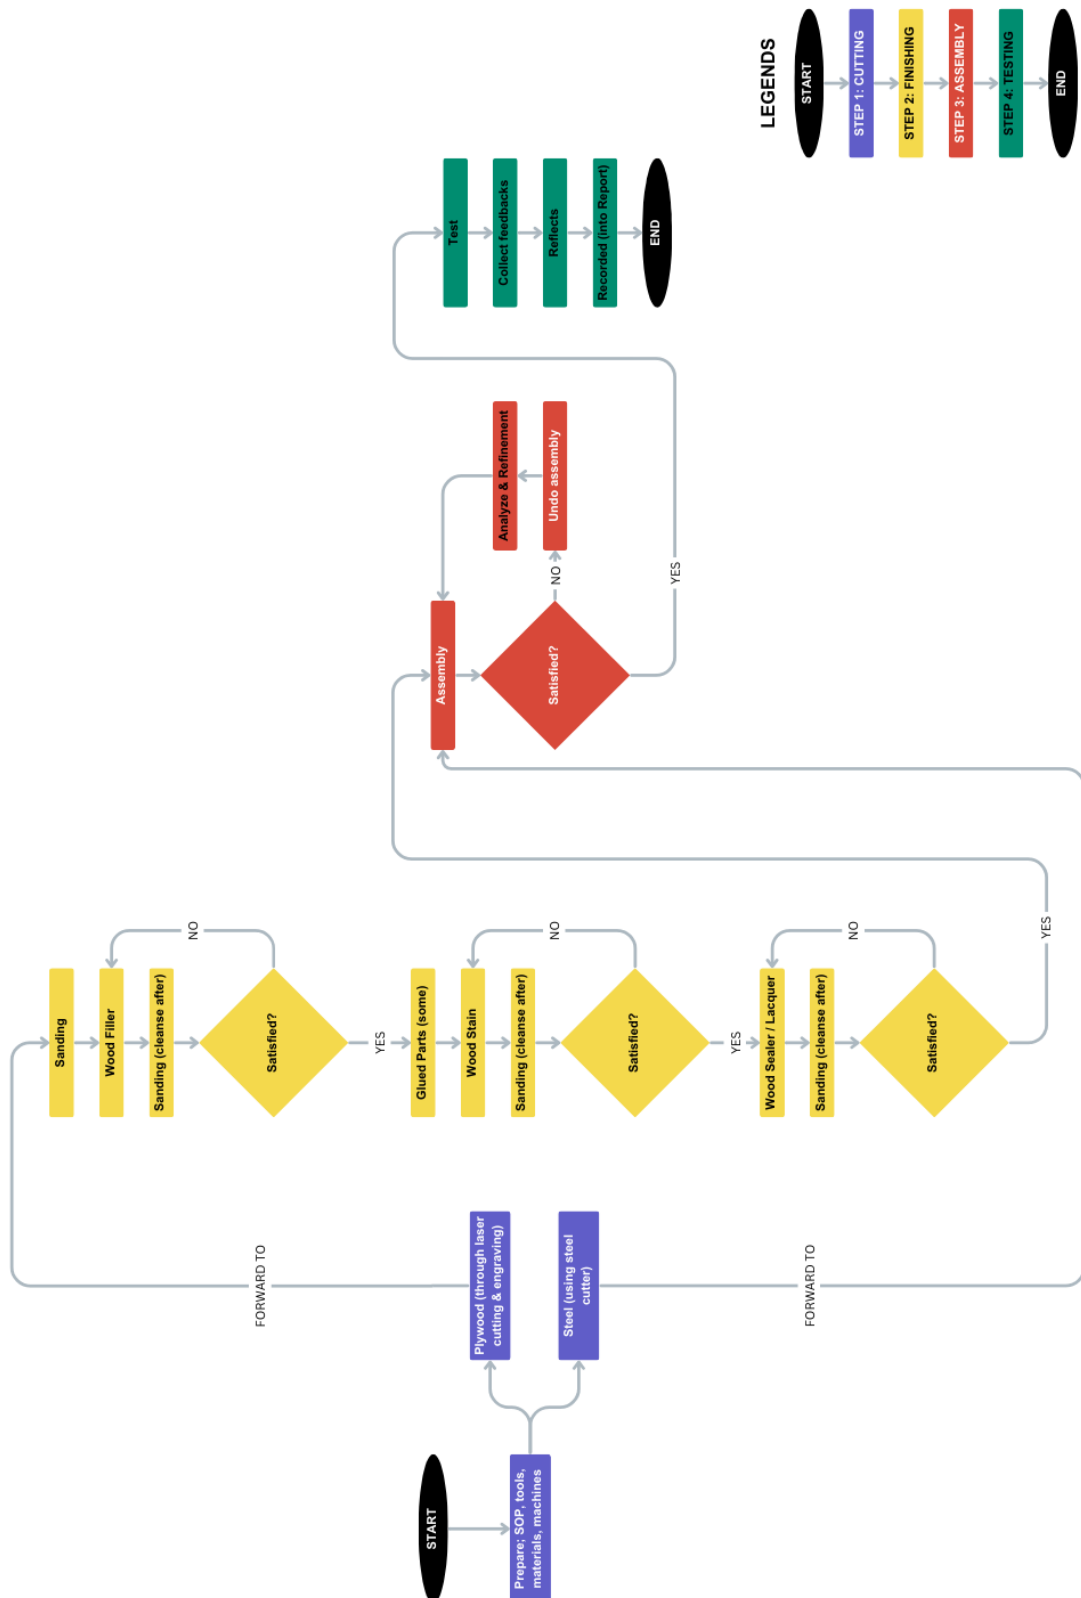 START
Prepare; SOP, tools,
materials, machines
Plywood (through laser
cutting & engraving)
Steel (using steel
cutter)
FORWARD TO
FORWARD TO
Sanding
Wood Filler
Sanding (cleanse after)
Satisfied?
NO
YES
Glued Parts (some)
Wood Stain
Sanding (cleanse after)
Satisfied?
NO
YES
Wood Sealer / Lacquer
Sanding (cleanse after)
Satisfied?
NO
YES
Assembly
Satisfied?
NO
YES
Undo assembly
Analyze & Refinement
Test
Collect feedbacks
Reflects
Recorded (into Report)
END
LEGENDS
START
STEP 1: CUTTING
STEP 2: FINISHING
STEP 3: ASSEMBLY
STEP 4: TESTING
END